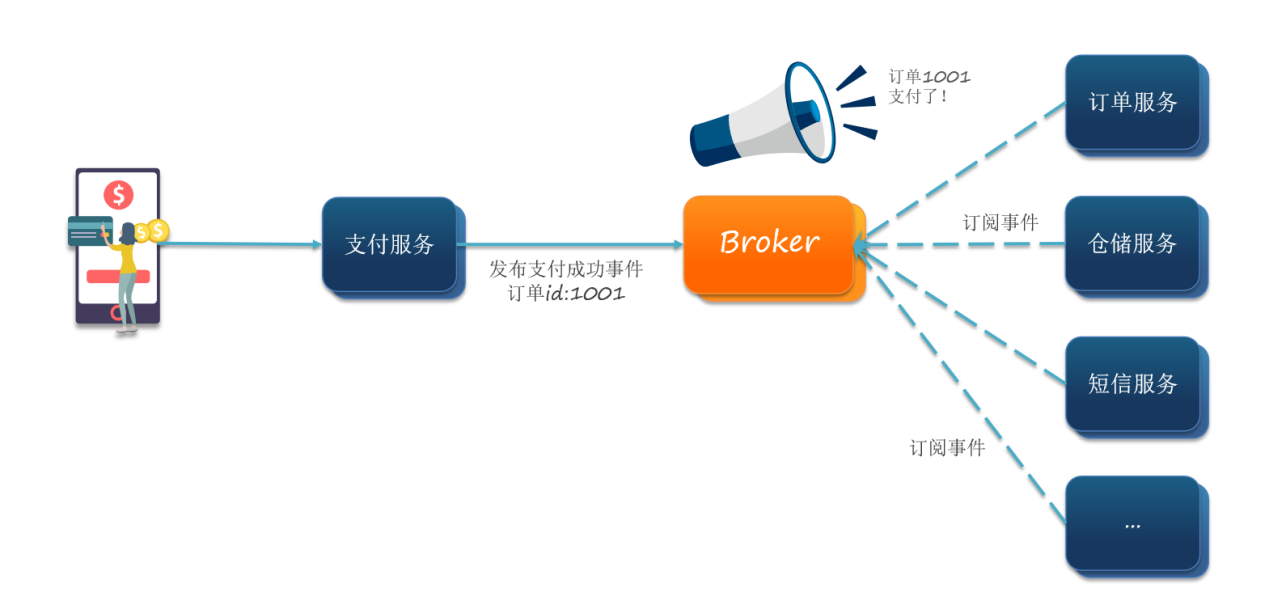 订单1001
支付了!
订单服务
支付服务
Broker
订阅事件
仓储服务
发布支付成功事件
订单id:1001
短信服务
订阅事件
...
$
$
$